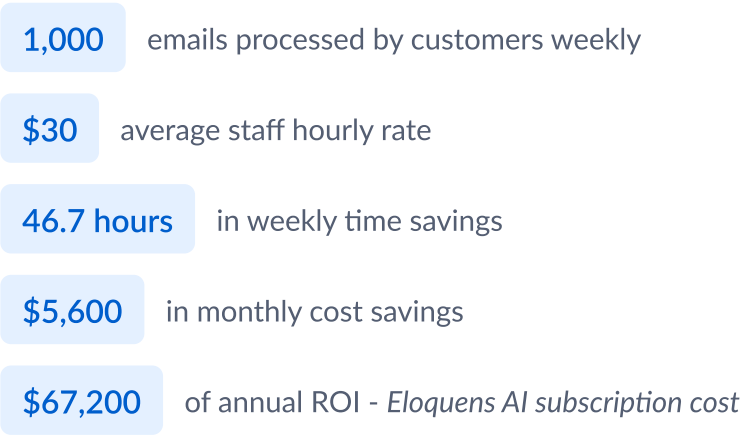 1,000 emails processed by customers weekly
$30 average staff hourly rate
46.7 hours in weekly time savings
$5,600 in monthly cost savings
$67,200 of annual ROI - Eloquens AI subscription cost